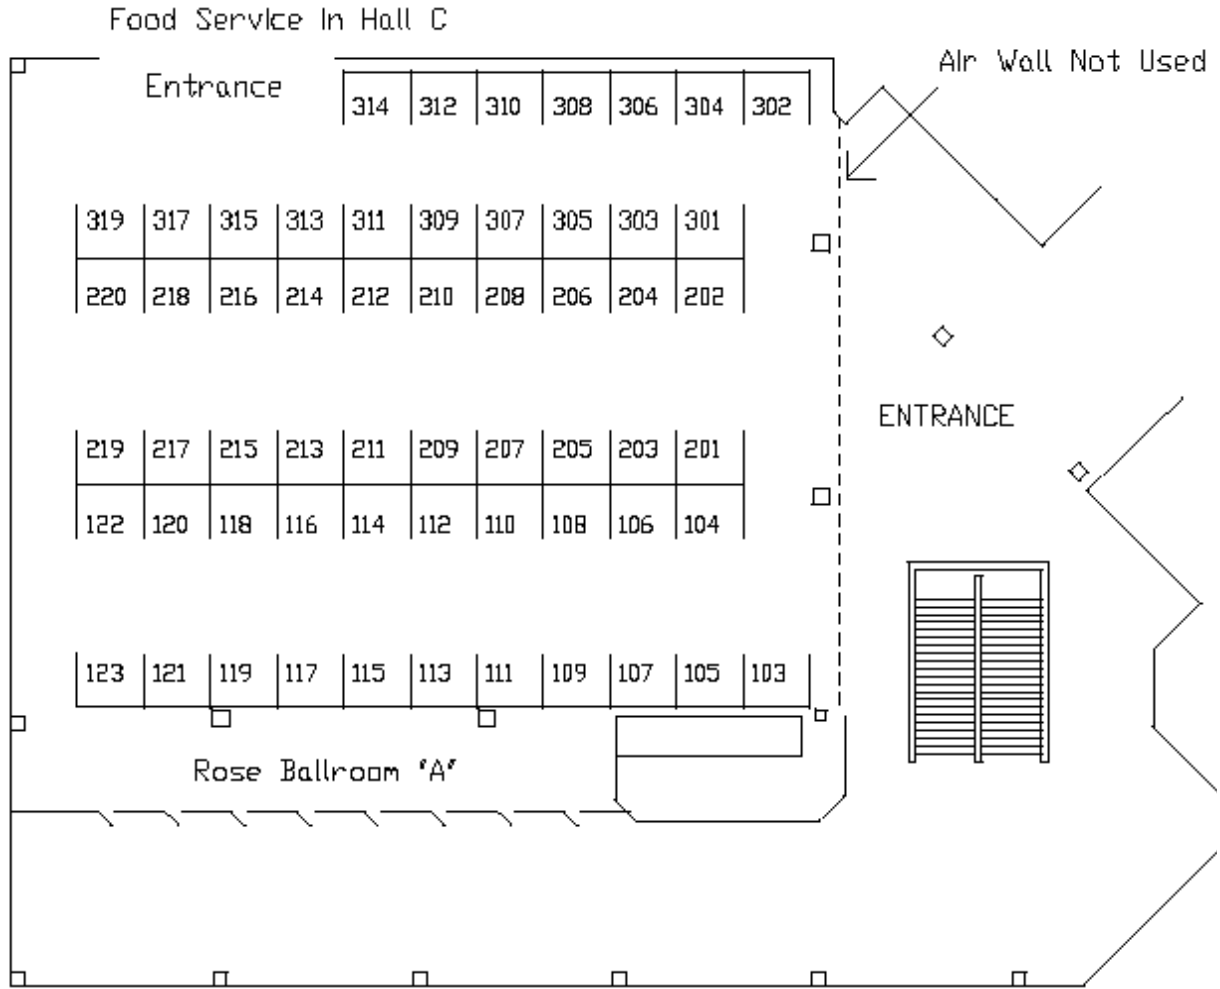 Food Service In Hall C
Air Wall Not Used
Entrance
314 312 310 308 306 304 302
319 317 315 313 311 309 307 305 303 301
220 218 216 214 212 210 208 206 204 202
ENTRANCE
219 217 215 213 211 209 207 205 203 201
122 120 118 116 114 112 110 108 106 104
123 121 119 117 115 113 111 109 107 105 103
Rose Ballroom "A"